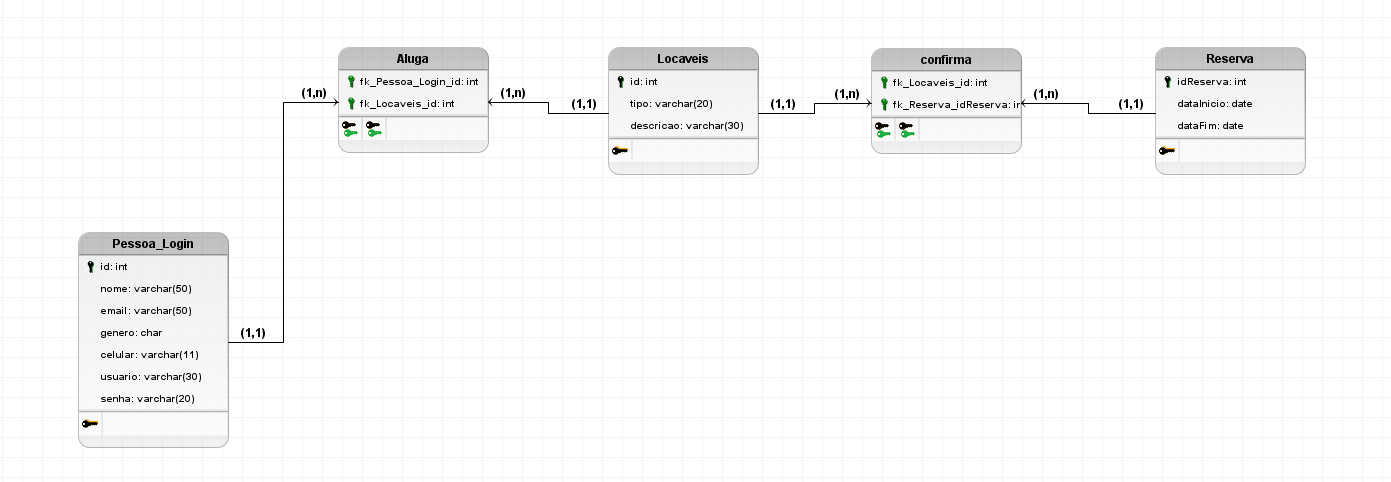 Aluga
fk_Pessoa_Login_id: int
fk_Locaveis_id: int
(1,n)
(1,n)
(1,1)
Locaveis
id: int
tipo: varchar(20)
descricao: varchar(30)
(1,1)
(1,n)
confirma
fk_Locaveis_id: int
fk_Reserva_idReserva: ir
(1,n)
(1,1)
Reserva
idReserva: int
dataInicio: date
dataFim: date
Pessoa_Login
id: int
nome: varchar(50)
email: varchar(50)
genero: char
celular: varchar(11)
usuario: varchar(30)
senha: varchar(20)
(1,1)